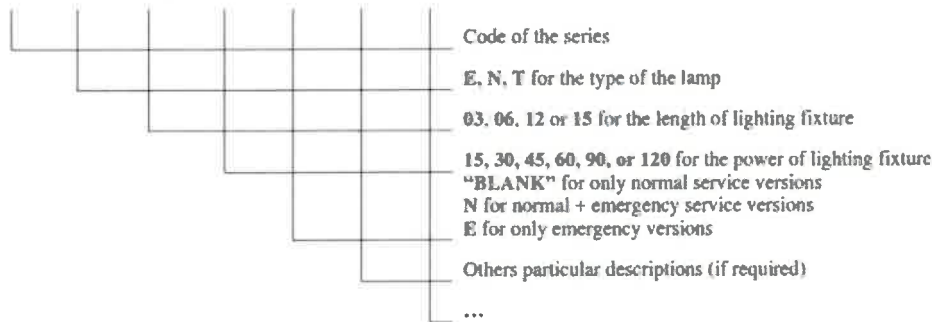 Code of the series
E, N, T for the type of the lamp
03, 06, 12 or 15 for the length of lighting fixture
15, 30, 45, 60, 90, or 120 for the power of lighting fixture
“BLANK” for only normal service versions
N for normal + emergency service versions
E for only emergency versions
Others particular descriptions (if required)
...